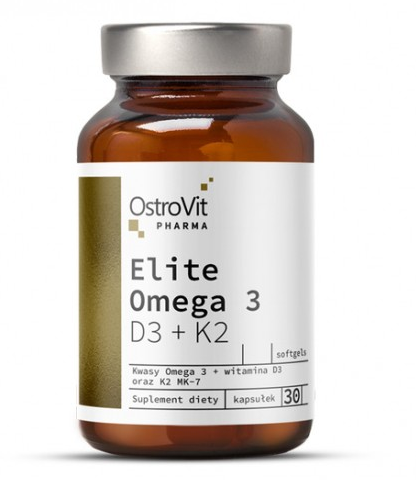 OstroVit
PHARMA
Elite
Omega 3
D3 + K2
softgels
Kwasy Omega 3 + witamina D3
oraz K2 MK-7
Suplement diety kapsułek 30